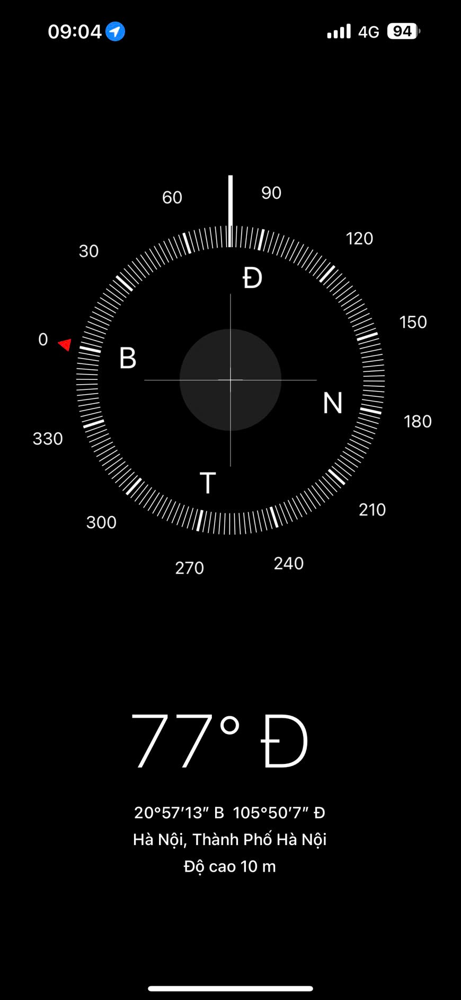 09:04 4G 94
60 90
30 120
Đ
150
0 B
N
180
330
T
300 210
270 240
77° Đ
20°57’13” B 105°50’7” Đ
Hà Nội, Thành Phố Hà Nội
Độ cao 10 m